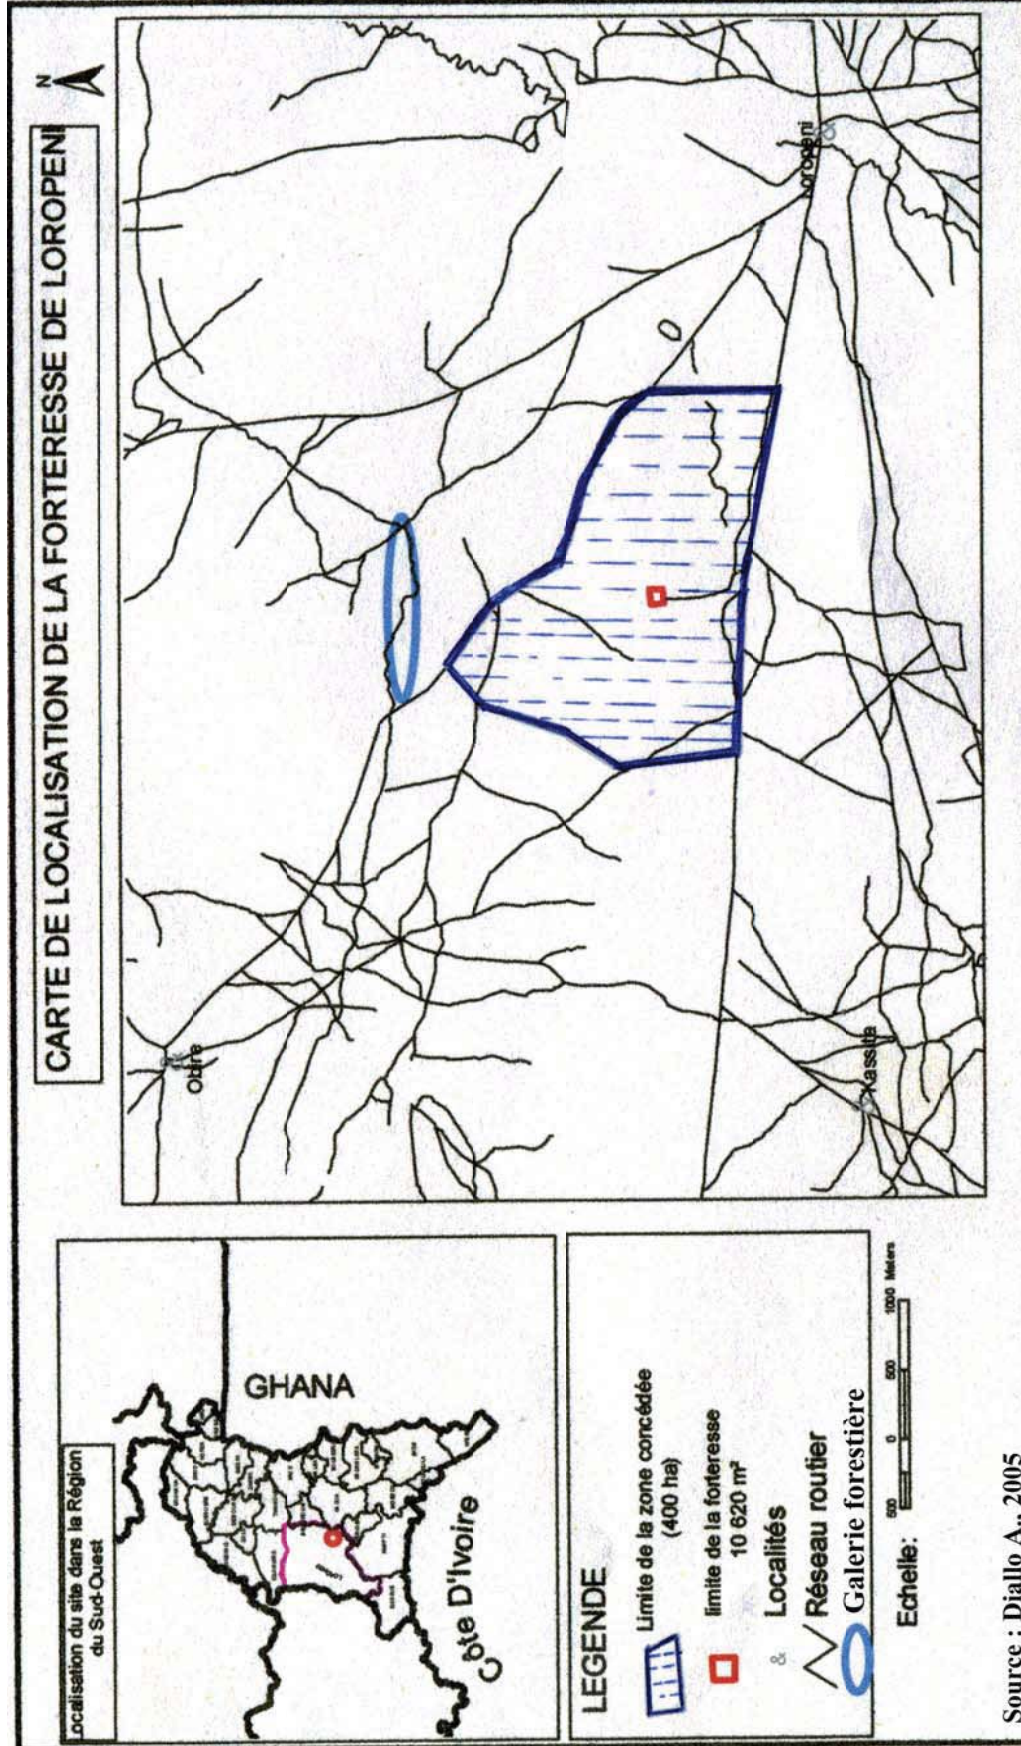 CARTE DE LOCALISATION DE LA FORTERESSE DE LOROPENI
N
Obire
Loropeni
Kassita
Localisation du site dans la Région
du Sud-Ouest
GHANA
Côte D'Ivoire
LEGENDE
Limite de la zone concédée
(400 ha)
limite de la forteresse
10 620 m²
& Localités
Réseau routier
Galerie forestière
Echelle:
500 0 500 1000 Meters
Source : Diallo A., 2005